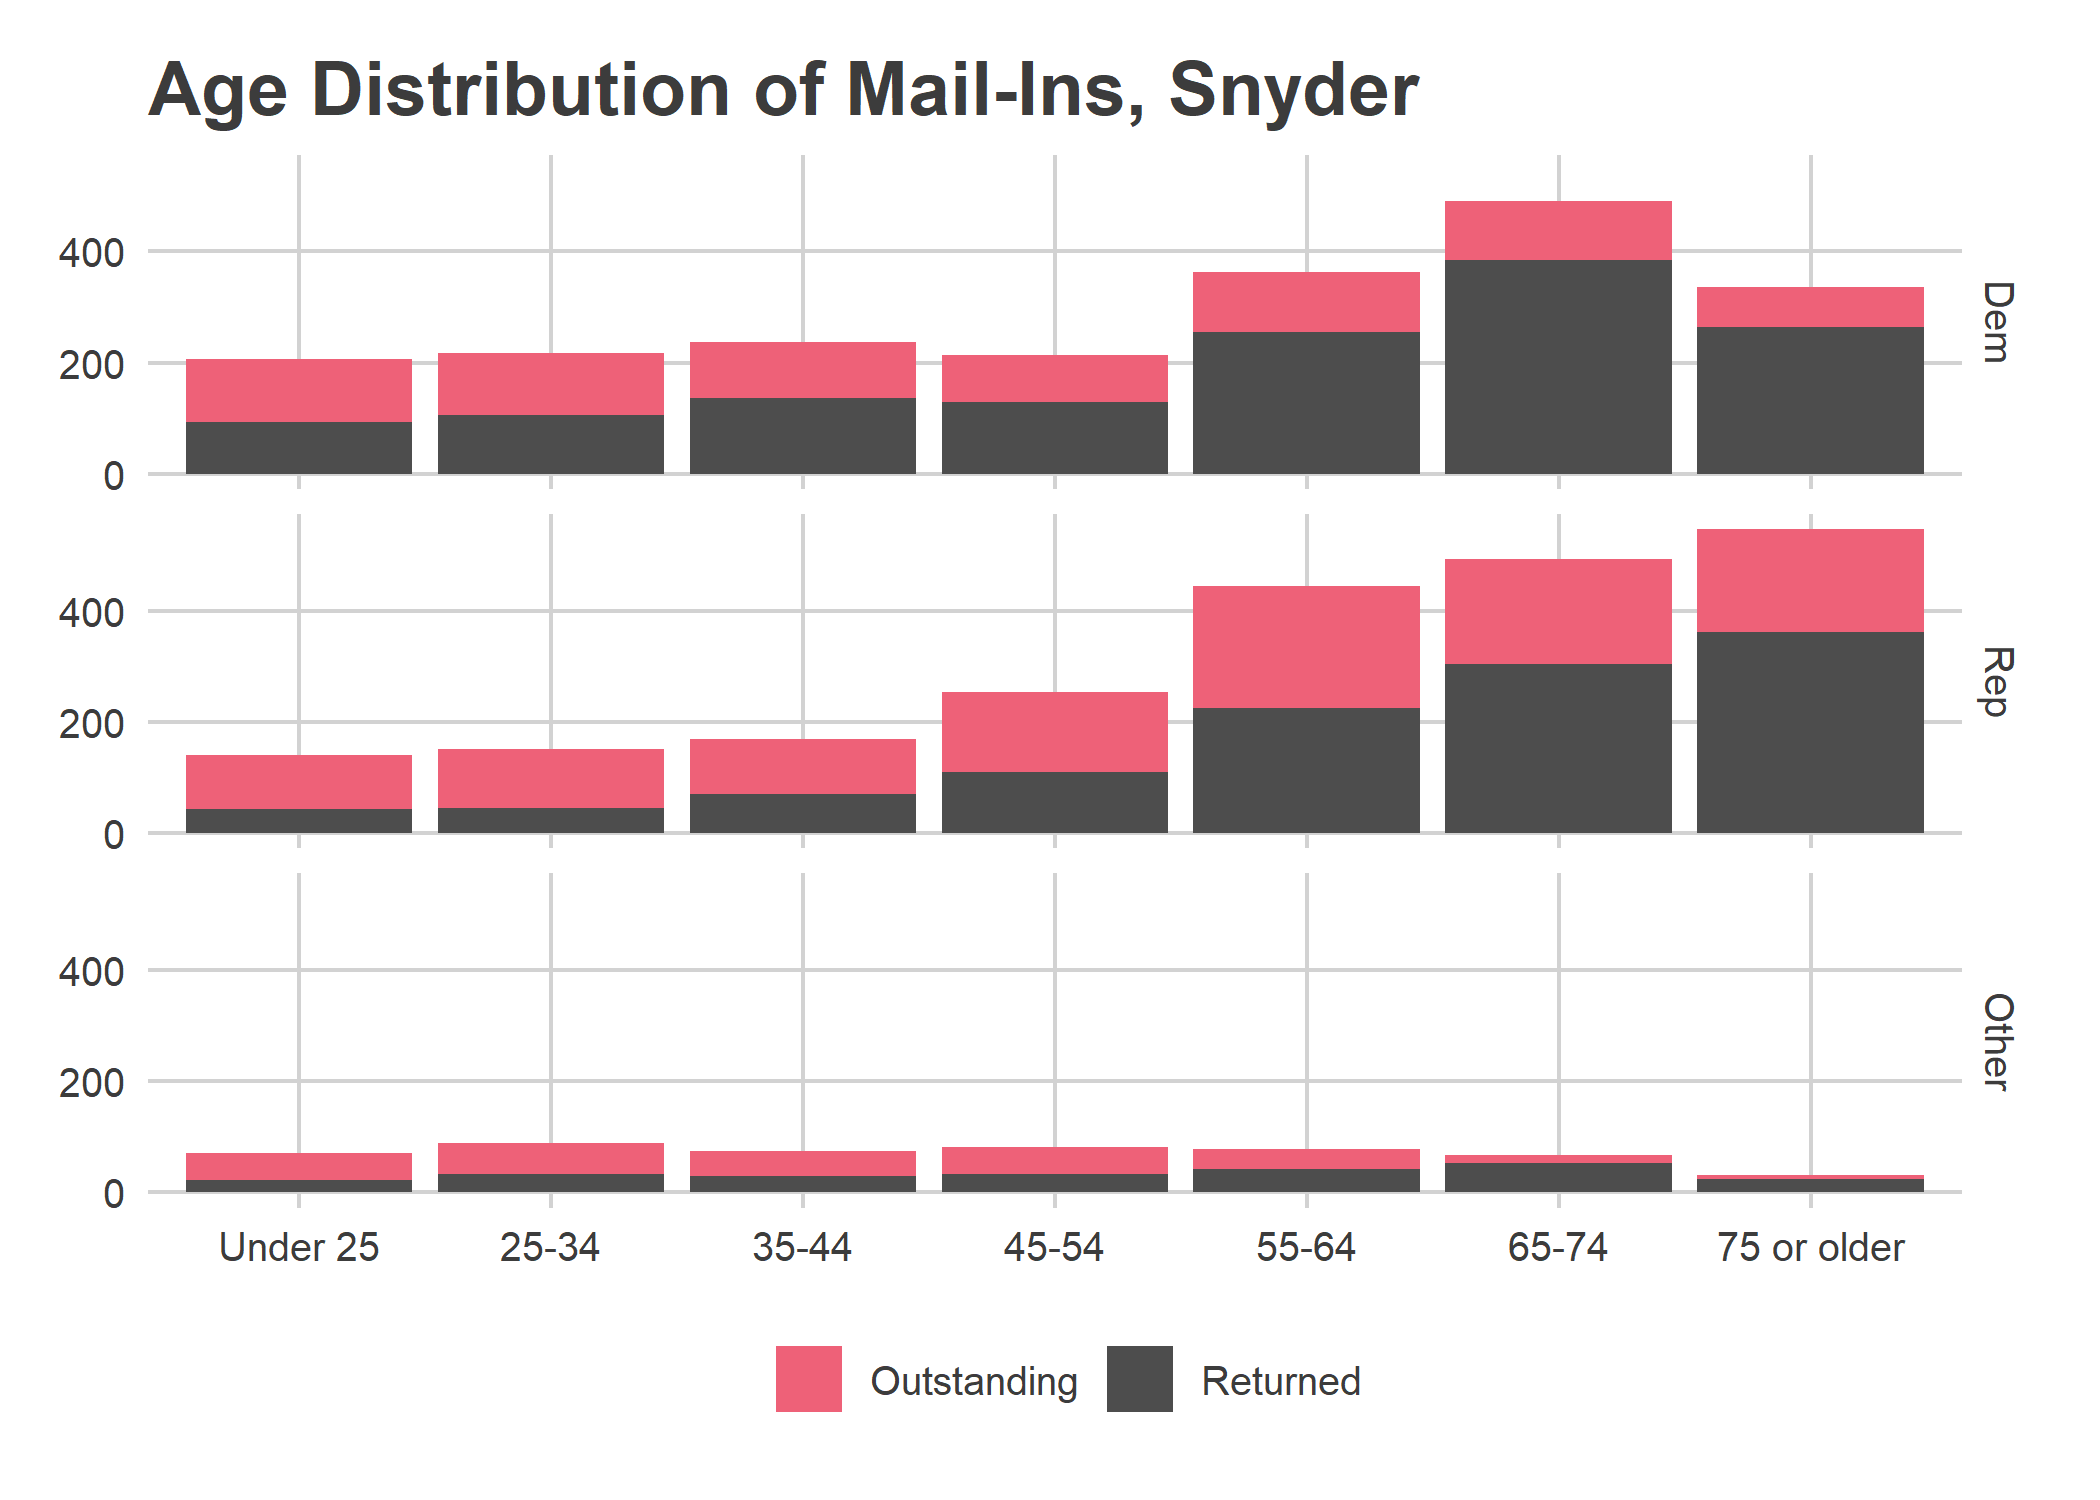 Age Distribution of Mail-Ins, Snyder
400
200
0
Dem
400
200
0
Rep
400
200
0
Other
Under 25 25-34 35-44 45-54 55-64 65-74 75 or older
Outstanding Returned